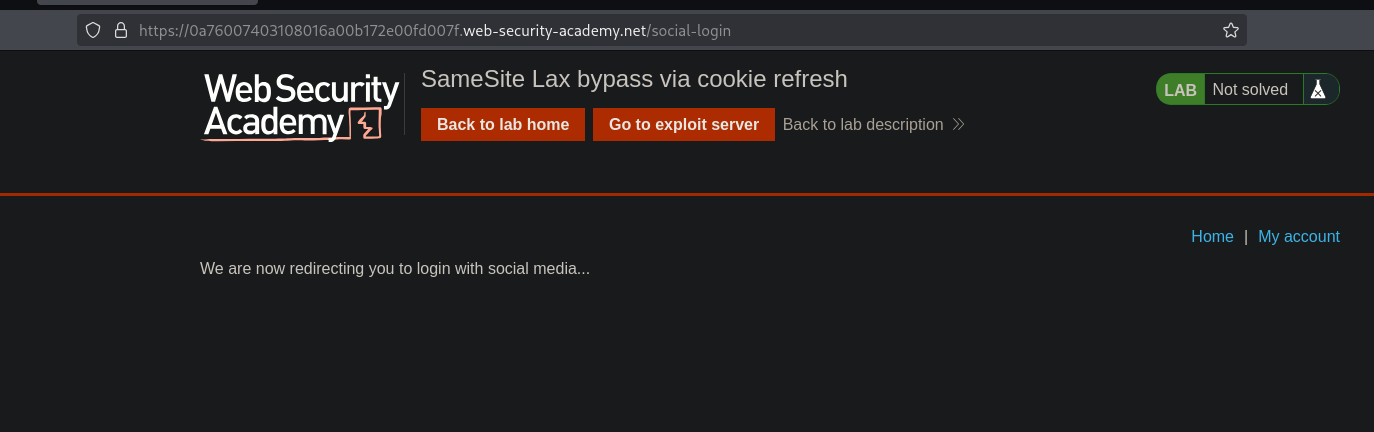 https://0a76007403108016a00b172e00fd007f.web-security-academy.net/social-login
Web Security
Academy
SameSite Lax bypass via cookie refresh
Back to lab home
Go to exploit server
Back to lab description
LAB
Not solved
Home | My account
We are now redirecting you to login with social media...